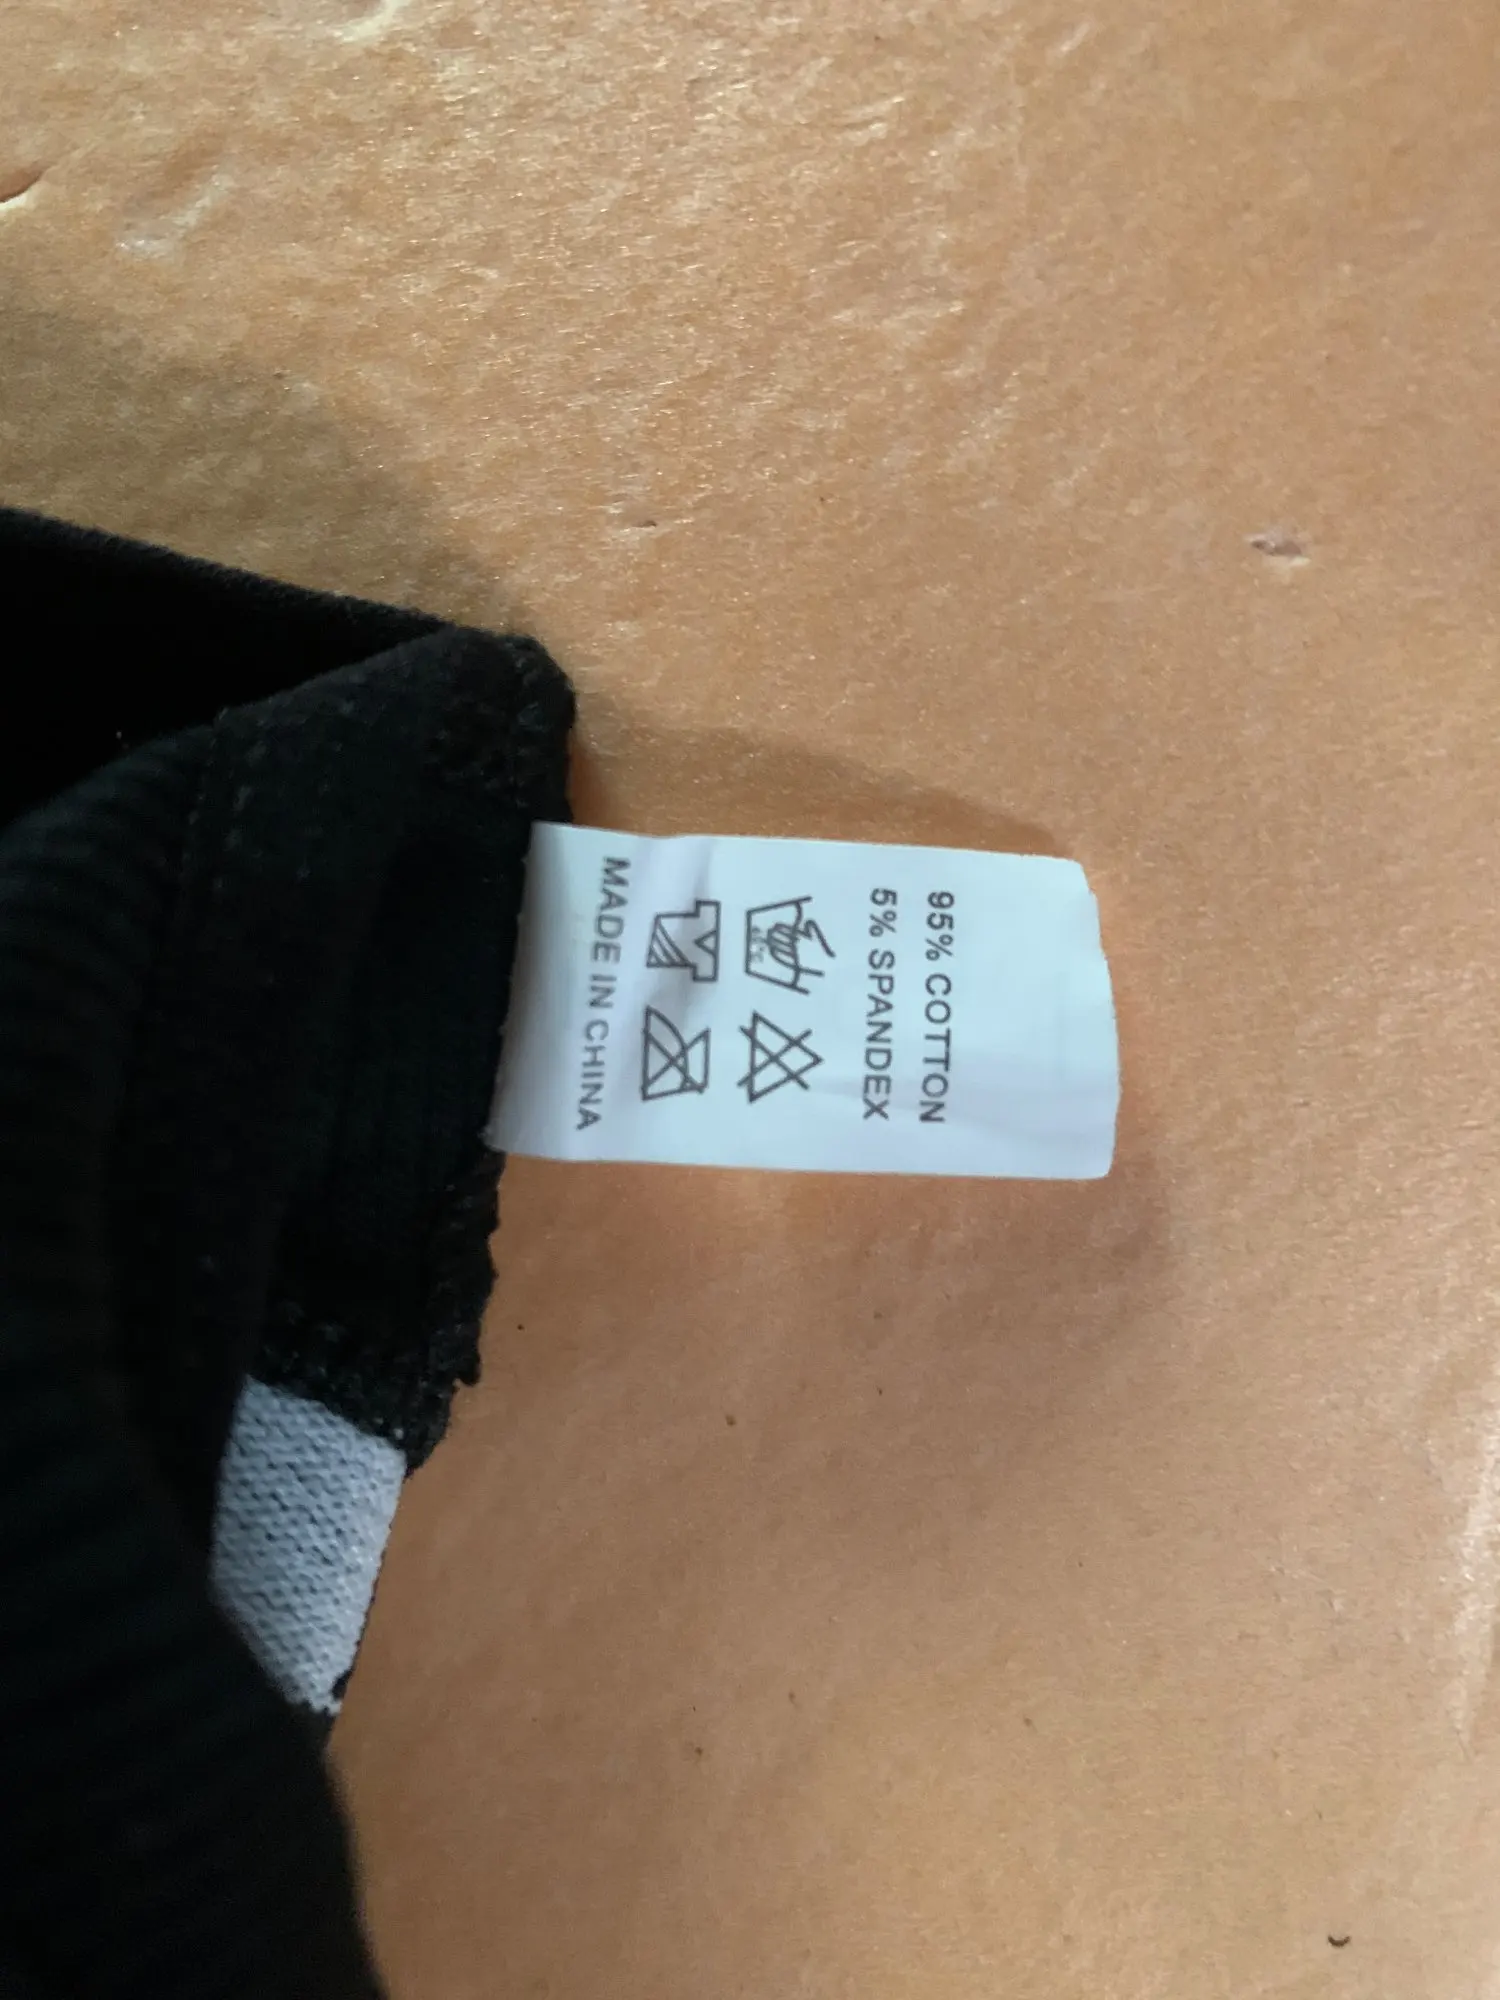 95% COTTON
5% SPANDEX
MADE IN CHINA